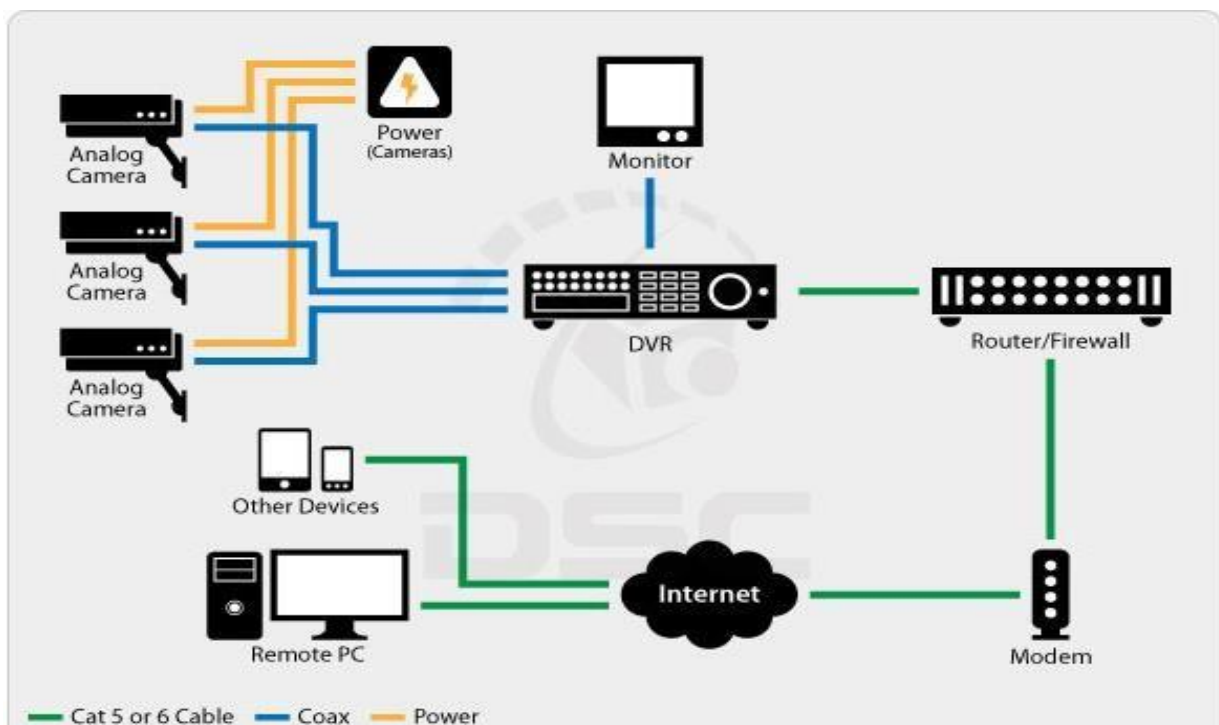 Analog
Camera
Power
(Cameras)
Monitor
Analog
Camera
DVR
Router/Firewall
Analog
Camera
Other Devices
DSC
Internet
Remote PC
Modem
Cat 5 or 6 Cable Coax Power